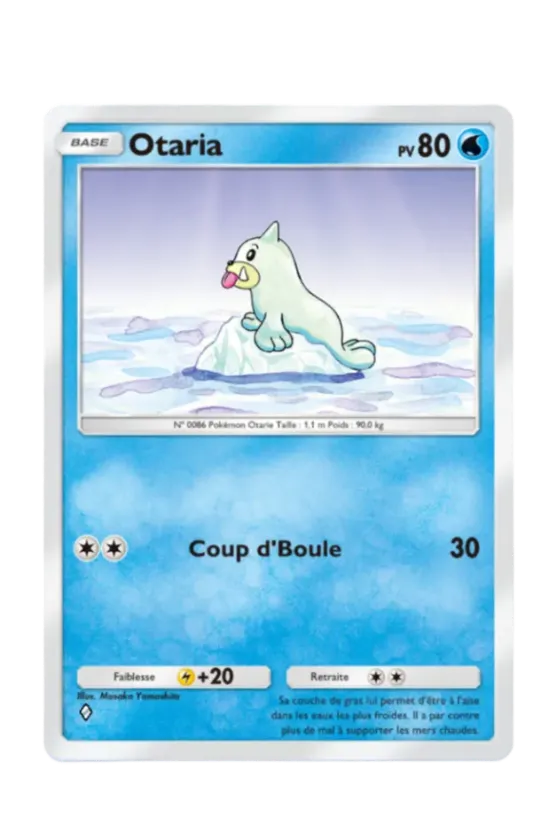 BASE Otaria PV 80
N° 0086 Pokémon Otarie Taille : 1,1 m Poids : 90,0 kg
Coup d'Boule 30
Faiblesse +20 Retraite
Illus. Masako Yamashita
Sa couche de gras lui permet d'être à l'aise
dans les eaux les plus froides. Il a par contre
plus de mal à supporter les mers chaudes.